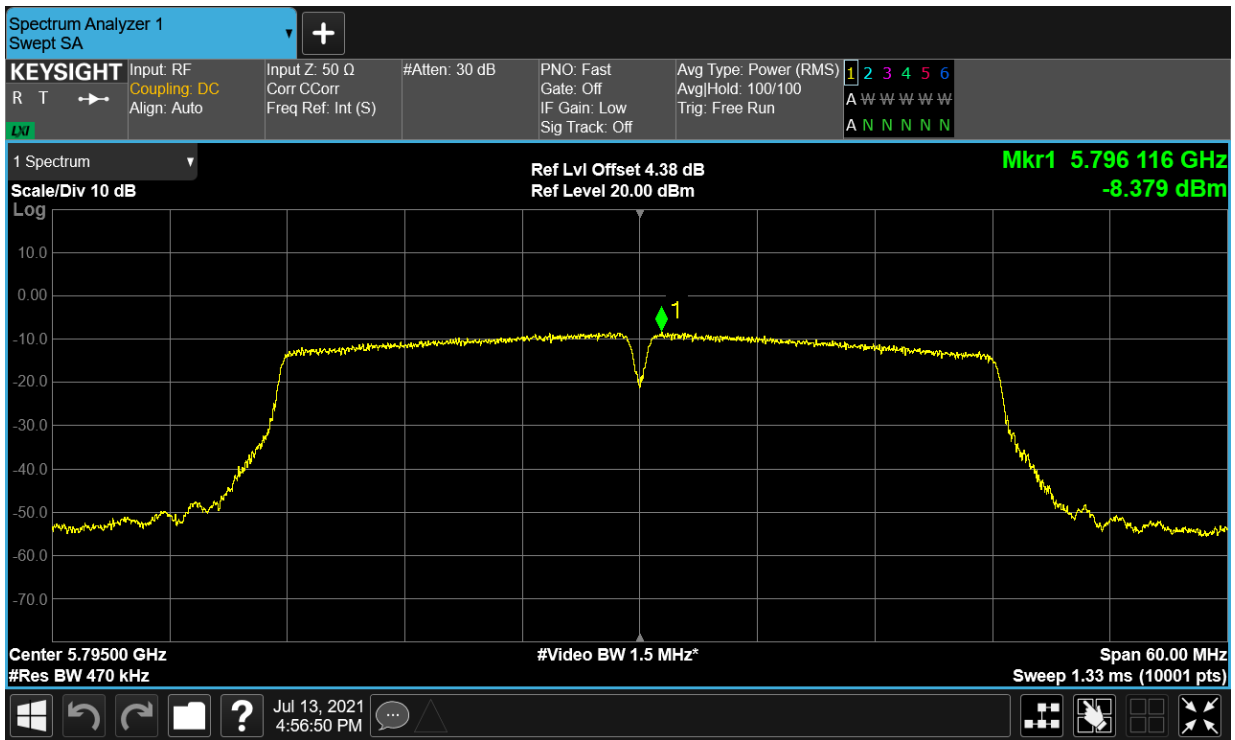 Spectrum Analyzer 1
Swept SA
KEYSIGHT
R T
LXI
Input: RF
Coupling: DC
Align: Auto
Input Z: 50 Ω
Corr CCorr
Freq Ref: Int (S)
#Atten: 30 dB
PNO: Fast
Gate: Off
IF Gain: Low
Sig Track: Off
Avg Type: Power (RMS)
Avg|Hold: 100/100
Trig: Free Run
1 2 3 4 5 6
A W W W W W
A N N N N N
1 Spectrum
Scale/Div 10 dB
Ref Lvl Offset 4.38 dB
Ref Level 20.00 dBm
Mkr1 5.796 116 GHz
-8.379 dBm
Log
10.0
0.00
-10.0
-20.0
-30.0
-40.0
-50.0
-60.0
-70.0
1
Center 5.79500 GHz
#Res BW 470 kHz
#Video BW 1.5 MHz*
Span 60.00 MHz
Sweep 1.33 ms (10001 pts)
?
Jul 13, 2021
4:56:50 PM